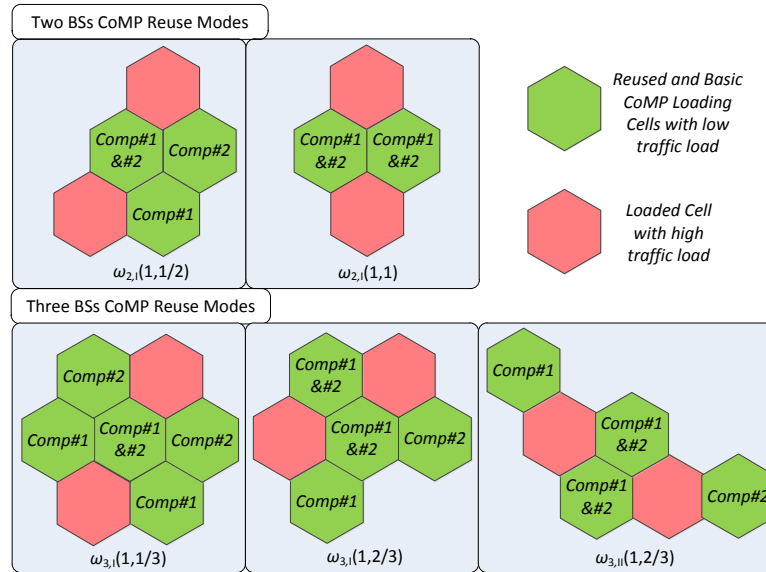 Two BSs CoMP Reuse Modes
Comp#1
&#2
Comp#2
Comp#1
ω2,I(1,1/2)
Comp#1
&#2
Comp#1
&#2
ω2,I(1,1)
Reused and Basic
CoMP Loading
Cells with low
traffic load
Loaded Cell
with high
traffic load
Three BSs CoMP Reuse Modes
Comp#2
Comp#1
Comp#1
&#2
Comp#2
Comp#1
ω3,I(1,1/3)
Comp#1
&#2
Comp#1
&#2
Comp#2
Comp#1
ω3,I(1,2/3)
Comp#1
Comp#1
&#2
Comp#1
&#2
Comp#2
ω3,II(1,2/3)